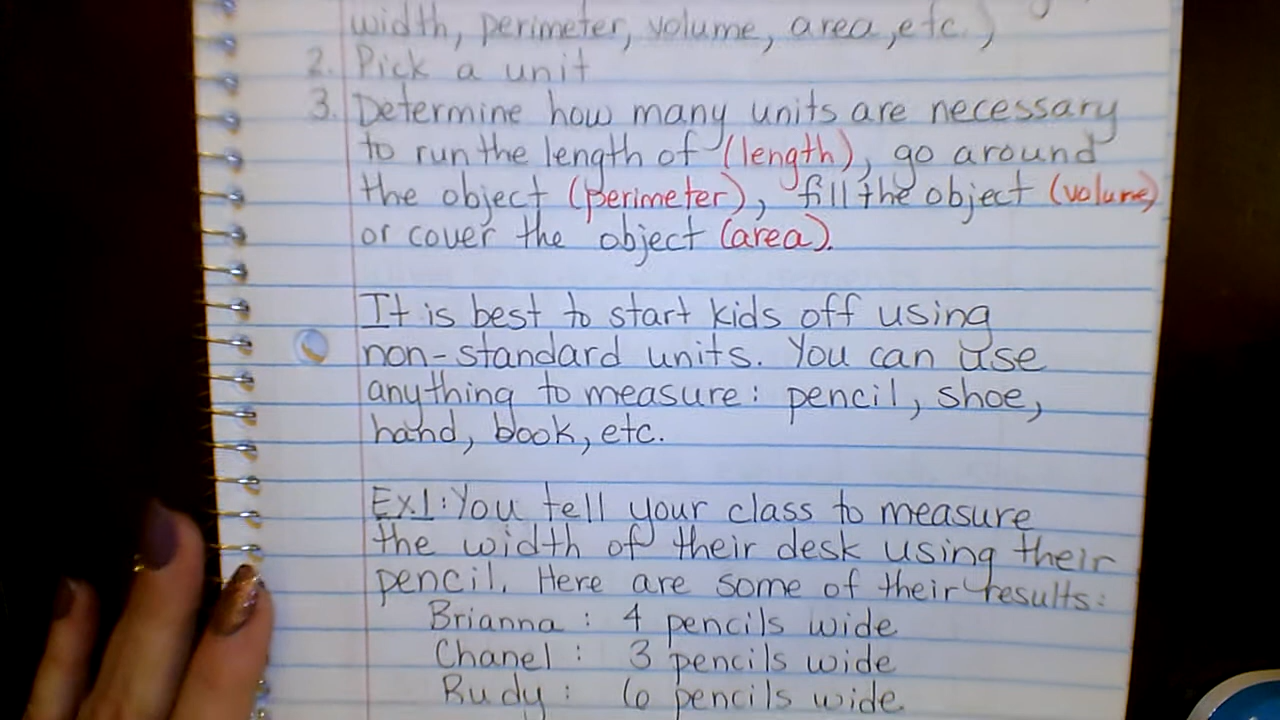 width, perimeter, volume, area, etc.)
2. Pick a unit
3. Determine how many units are necessary
to run the length of (length), go around
the object (perimeter), fill the object (volume)
or cover the object (area).
It is best to start kids off using
non-standard units. You can use
anything to measure: pencil, shoe,
hand, book, etc.
Ex1: You tell your class to measure
the width of their desk using their
pencil. Here are some of their results:
Brianna: 4 pencils wide
Chanel: 3 pencils wide
Rudy: 6 pencils wide